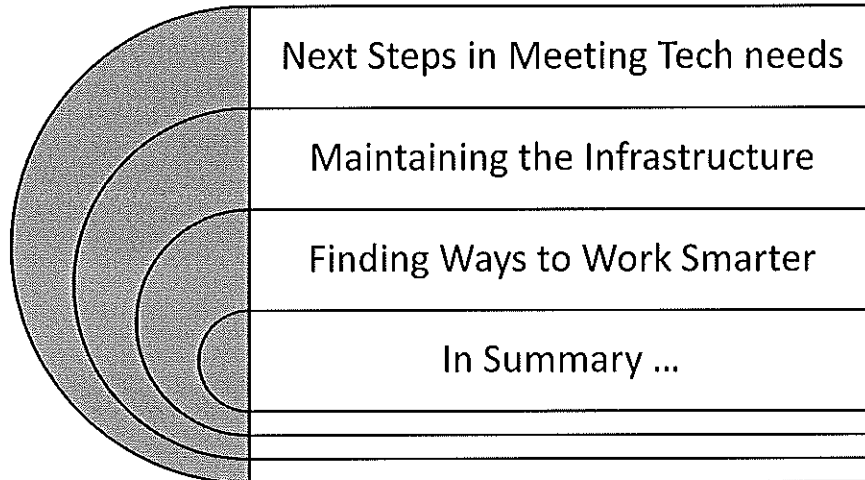 Next Steps in Meeting Tech needs
Maintaining the Infrastructure
Finding Ways to Work Smarter
In Summary ...